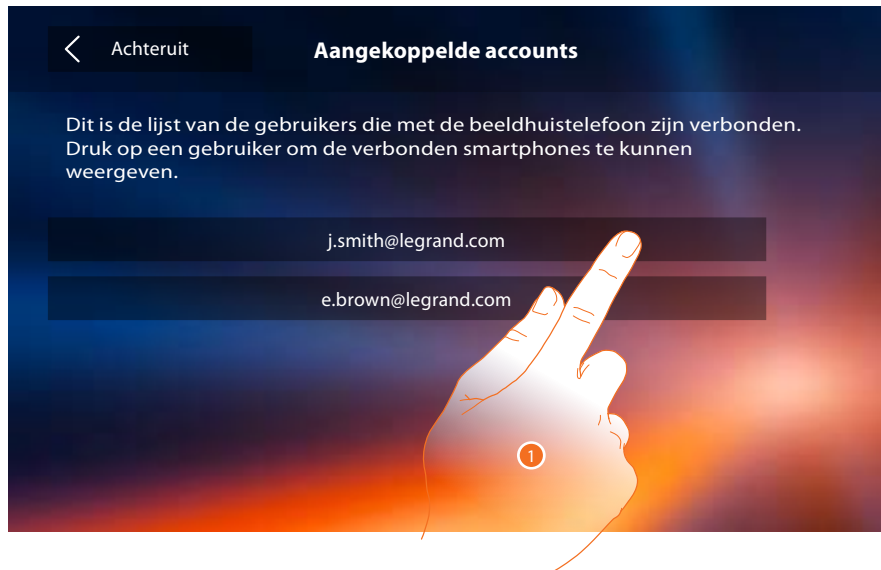 Achteruit
Aangekoppelde accounts
Dit is de lijst van de gebruikers die met de beeldhuistelefoon zijn verbonden.
Druk op een gebruiker om de verbonden smartphones te kunnen
weergeven.
j.smith@legrand.com
e.brown@legrand.com
1